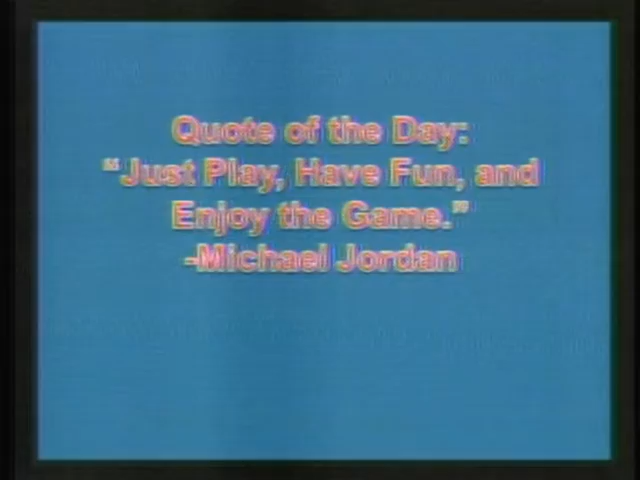 Quote of the Day:
“Just Play, Have Fun, and
Enjoy the Game.”
-Michael Jordan